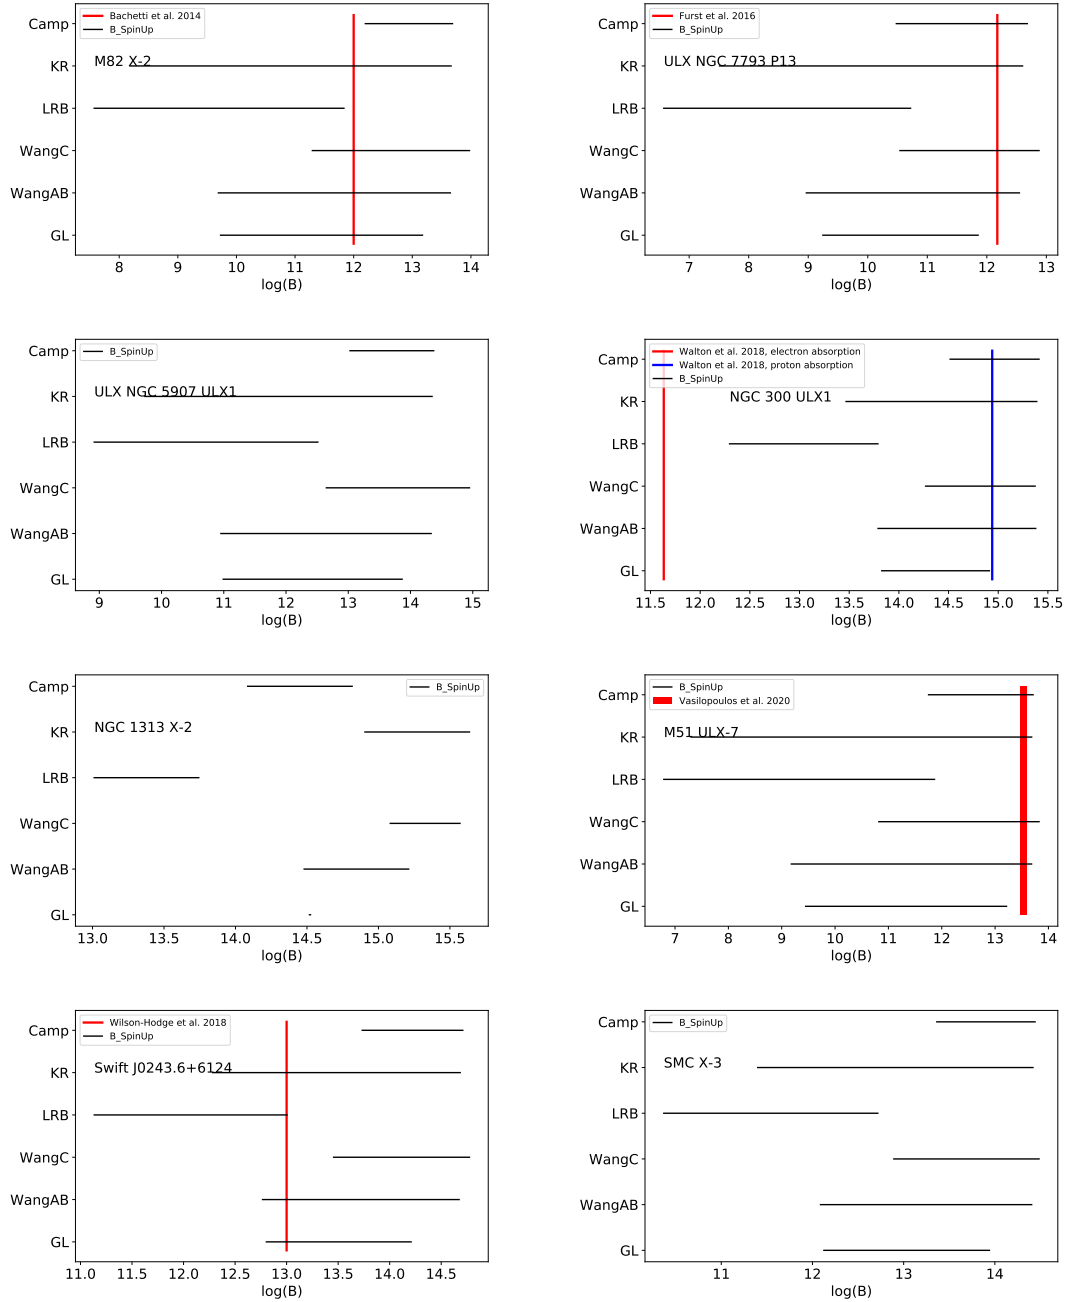 Bachetti et al. 2014
B_SpinUp
M82 X-2
Camp
KR
LRB
WangC
WangAB
GL
8 9 10 11 12 13 14
log(B)
Furst et al. 2016
B_SpinUp
ULX NGC 7793 P13
Camp
KR
LRB
WangC
WangAB
GL
7 8 9 10 11 12 13
log(B)
B_SpinUp
ULX NGC 5907 ULX1
Camp
KR
LRB
WangC
WangAB
GL
9 10 11 12 13 14 15
log(B)
Walton et al. 2018, electron absorption
Walton et al. 2018, proton absorption
B_SpinUp
NGC 300 ULX1
Camp
KR
LRB
WangC
WangAB
GL
11.5 12.0 12.5 13.0 13.5 14.0 14.5 15.0 15.5
log(B)
B_SpinUp
NGC 1313 X-2
Camp
KR
LRB
WangC
WangAB
GL
13.0 13.5 14.0 14.5 15.0 15.5
log(B)
B_SpinUp
Vasilopoulos et al. 2020
M51 ULX-7
Camp
KR
LRB
WangC
WangAB
GL
7 8 9 10 11 12 13 14
log(B)
Wilson-Hodge et al. 2018
B_SpinUp
Swift J0243.6+6124
Camp
KR
LRB
WangC
WangAB
GL
11.0 11.5 12.0 12.5 13.0 13.5 14.0 14.5
log(B)
B_SpinUp
SMC X-3
Camp
KR
LRB
WangC
WangAB
GL
11 12 13 14
log(B)